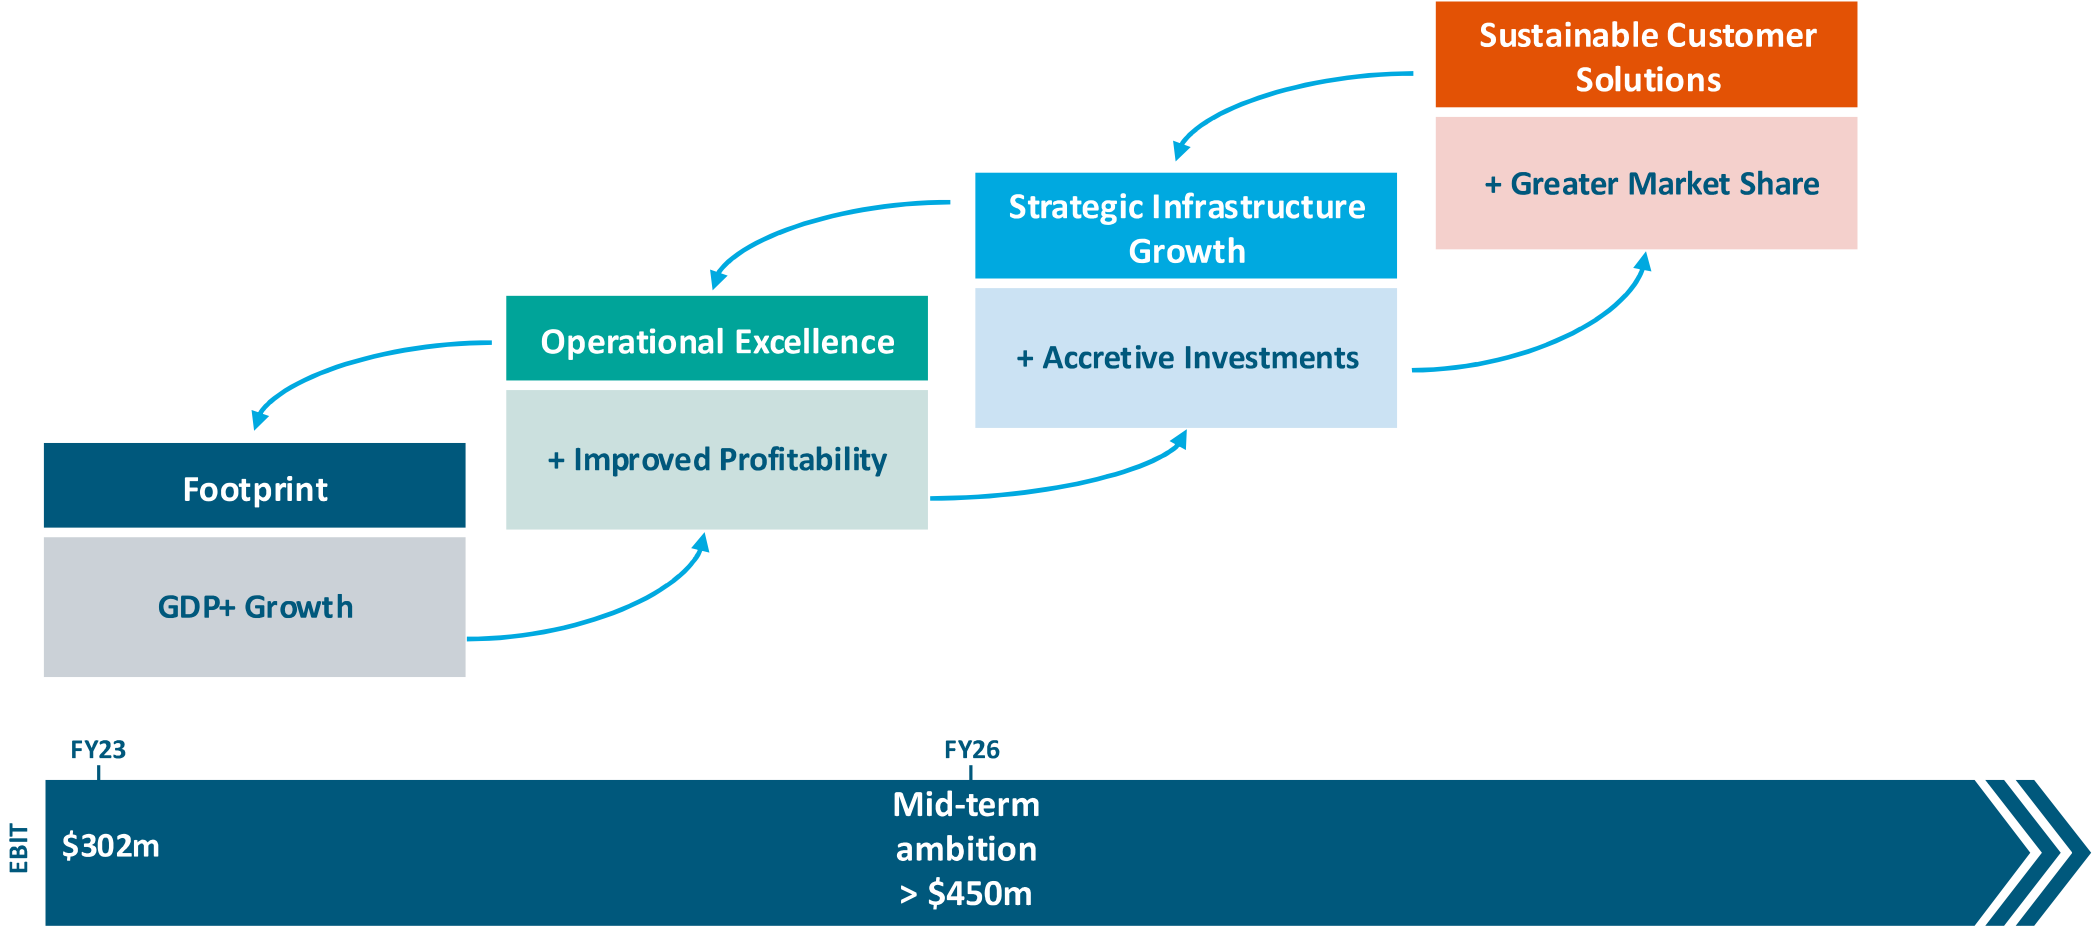 Sustainable Customer
Solutions
+ Greater Market Share
Strategic Infrastructure
Growth
+ Accretive Investments
Operational Excellence
+ Improved Profitability
Footprint
GDP+ Growth
FY23
FY26
EBIT
$302m
Mid-term
ambition
> $450m